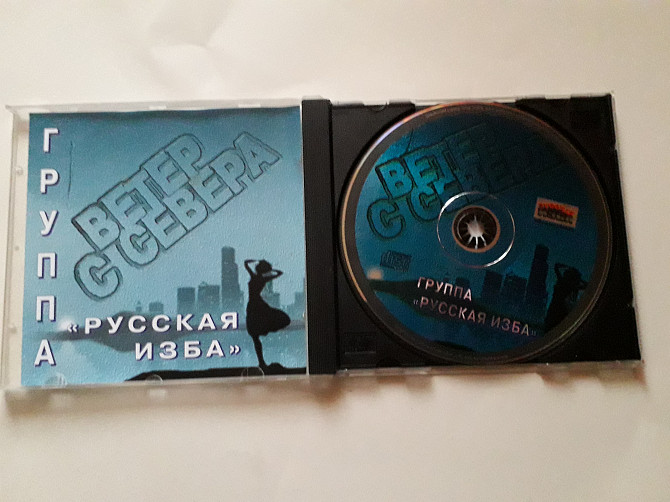 ГРУППА
ВЕТЕР
С СЕВЕРА
«РУССКАЯ
ИЗБА»
ВЕТЕР
С СЕВЕРА
ГРУППА
«РУССКАЯ ИЗБА»